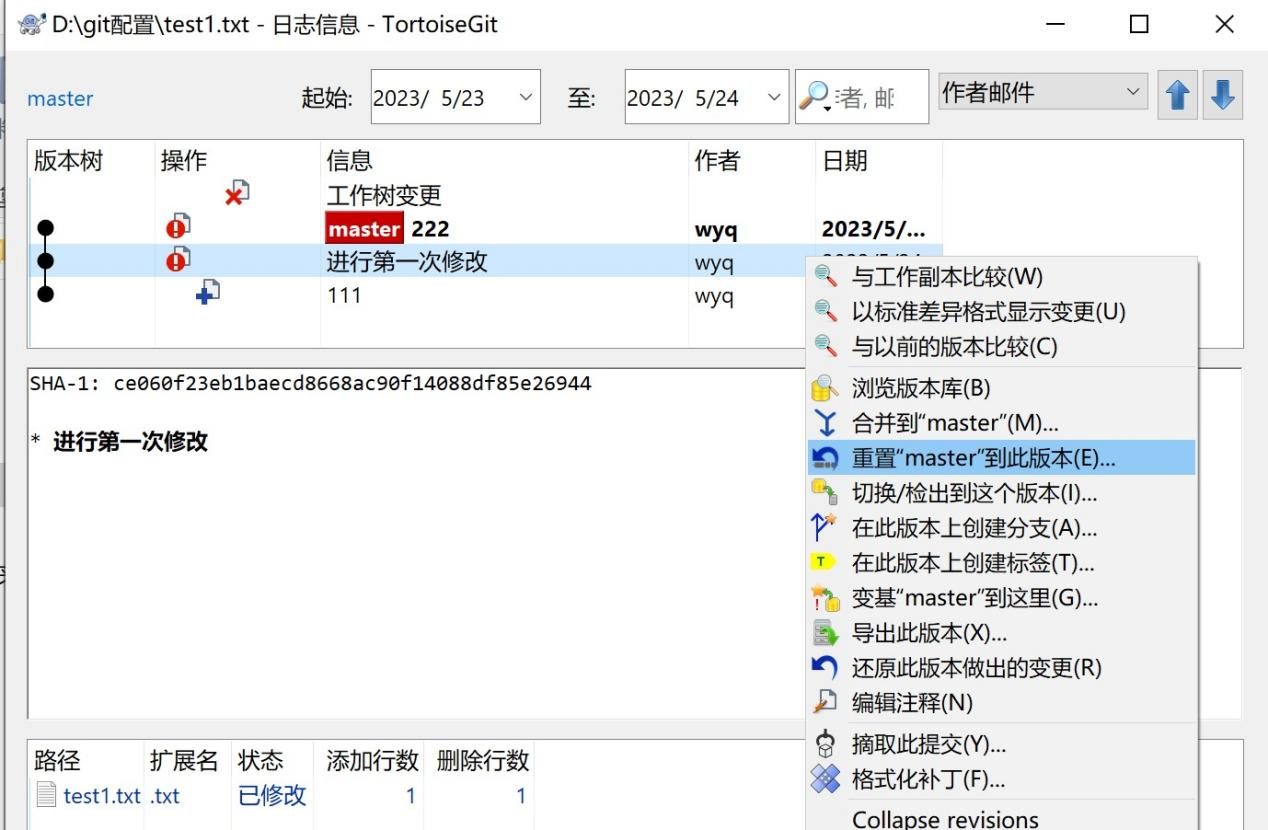 D:\git配置\test1.txt - 日志信息 - TortoiseGit
master 起始: 2023/ 5/23 至: 2023/ 5/24 者, 邮 作者邮件
版本树 操作 信息 作者 日期
工作树变更
master 222 wyq 2023/5/...
进行第一次修改 wyq
111 wyq
SHA-1: ce060f23eb1baecd8668ac90f14088df85e26944
* 进行第一次修改
路径 扩展名 状态 添加行数 删除行数
test1.txt .txt 已修改 1 1
与工作副本比较(W)
以标准差异格式显示变更(U)
与以前的版本比较(C)
浏览版本库(B)
合并到“master”(M)...
重置“master”到此版本(E)...
切换/检出到这个版本(I)...
在此版本上创建分支(A)...
在此版本上创建标签(T)...
变基“master”到这里(G)...
导出此版本(X)...
还原此版本做出的变更(R)
编辑注释(N)
摘取此提交(Y)...
格式化补丁(F)...
Collapse revisions